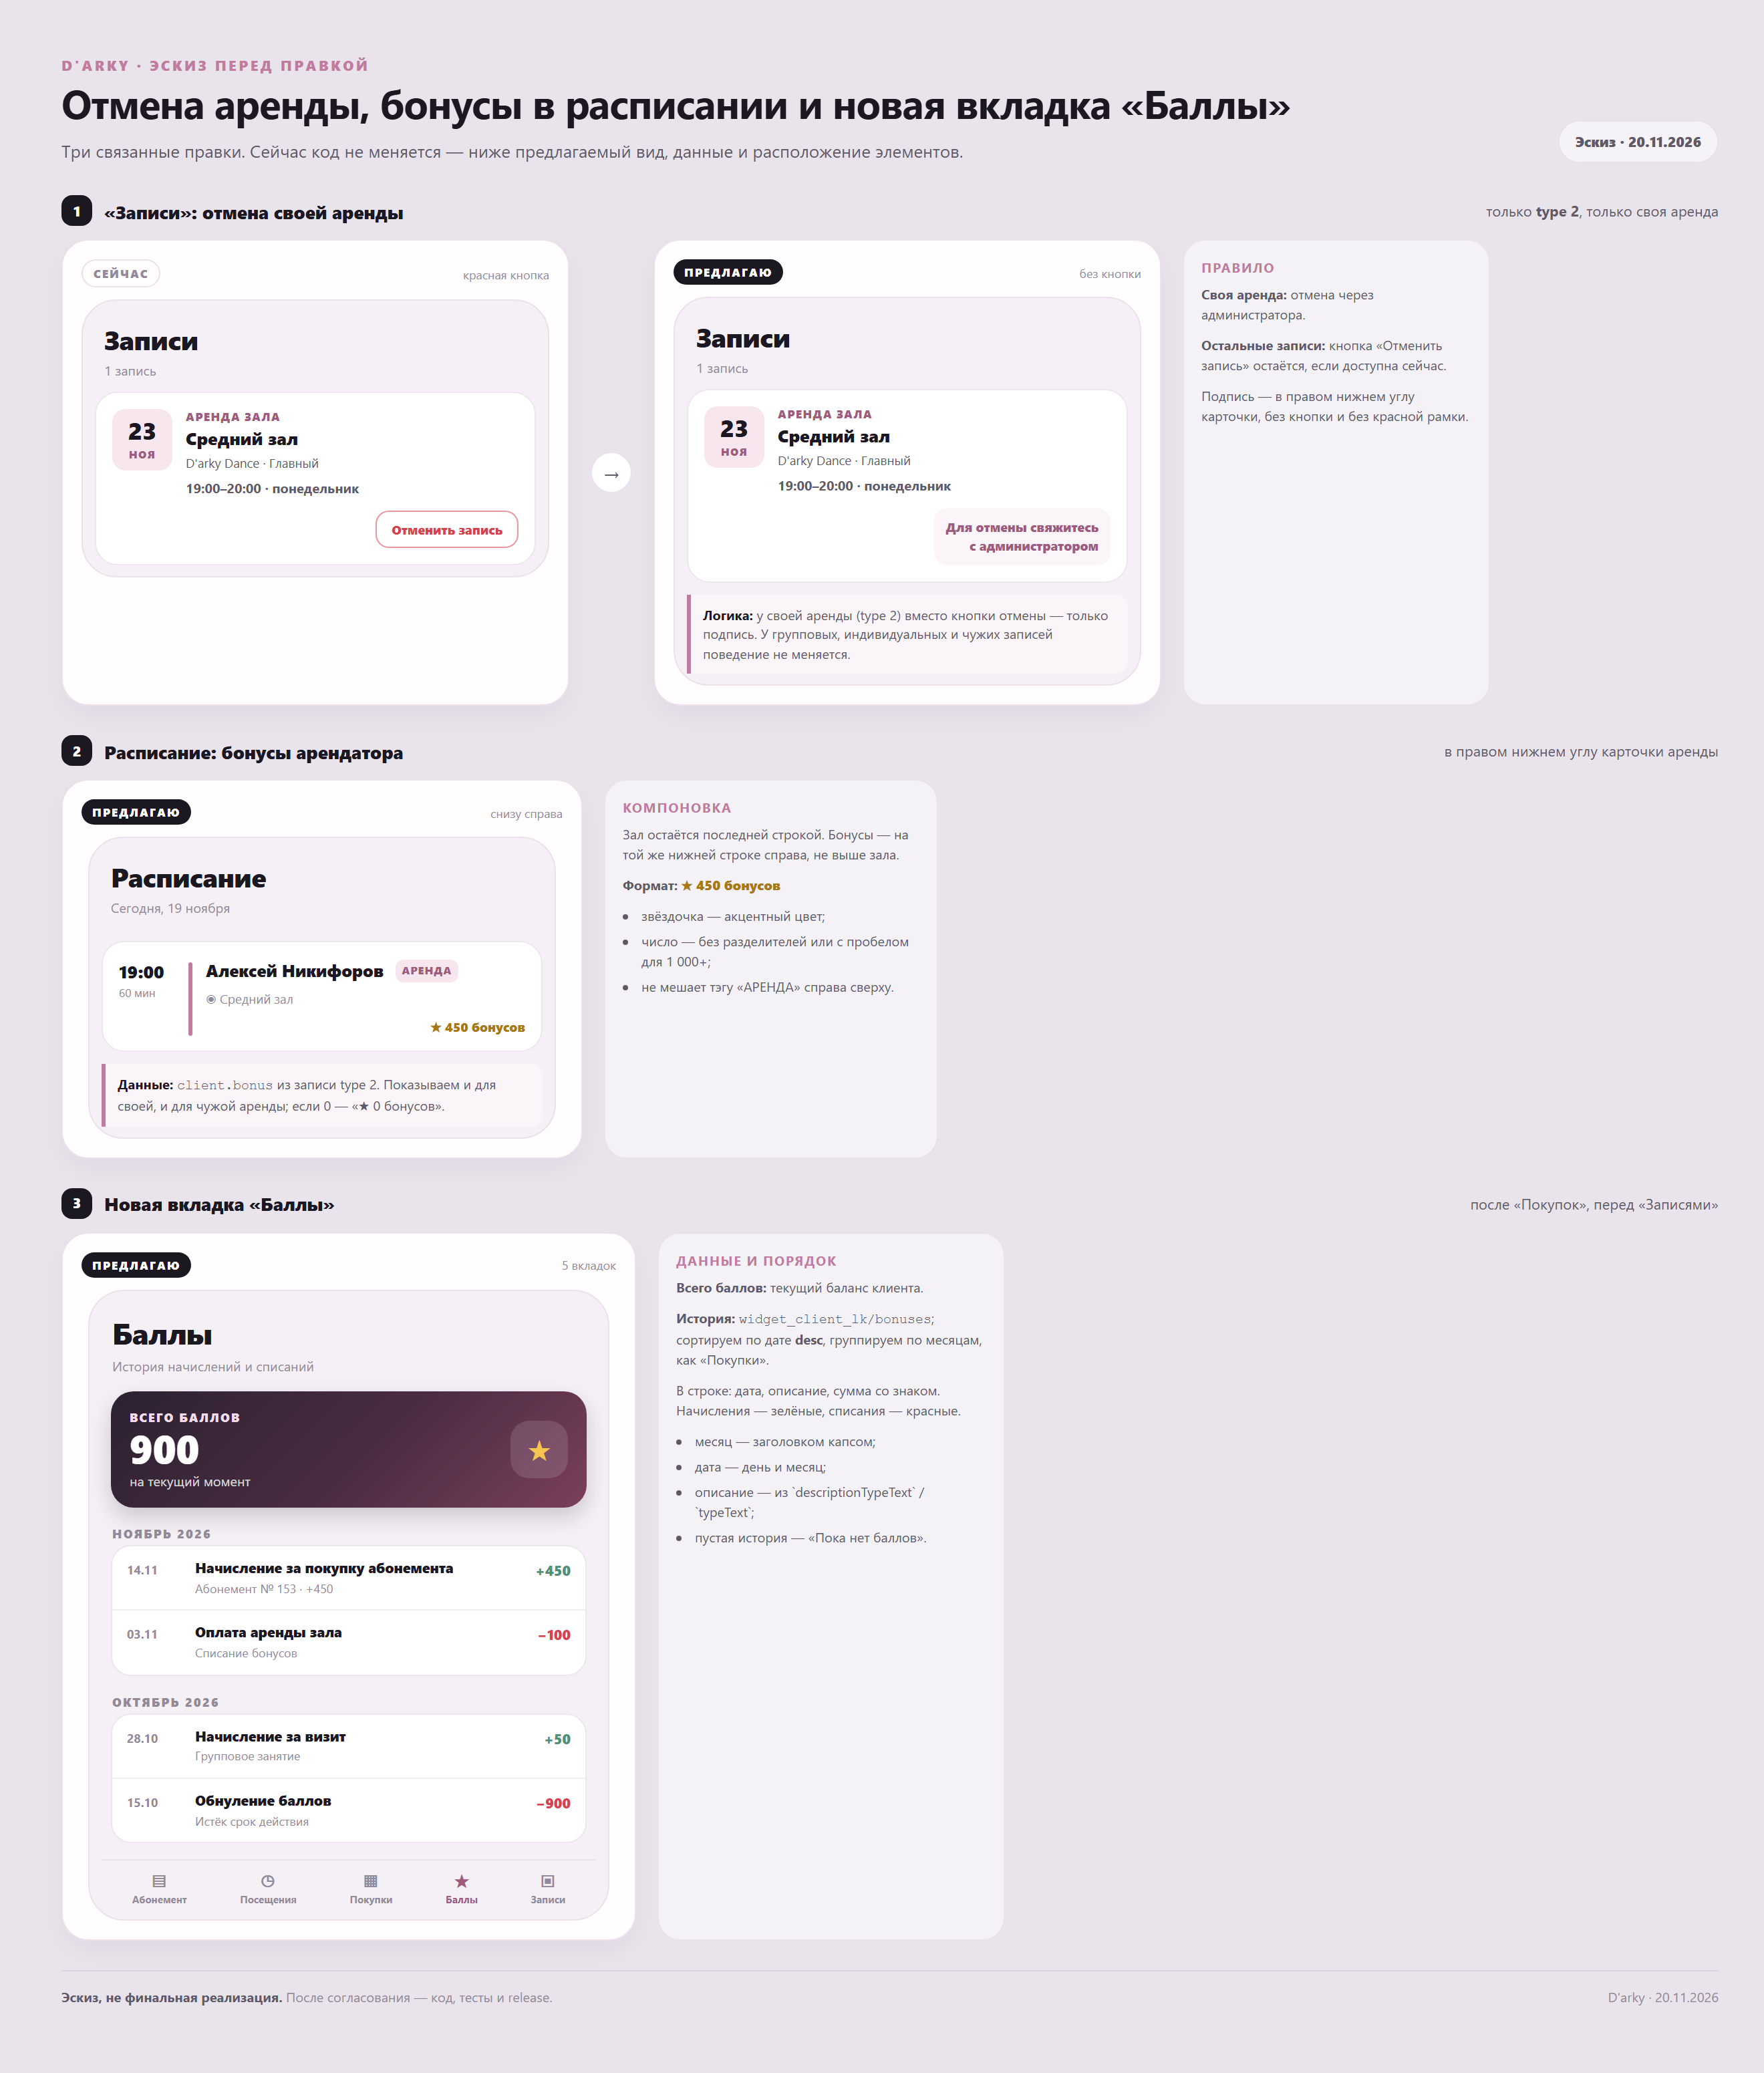 D'ARKY · ЭСКИЗ ПЕРЕД ПРАВКОЙ
Отмена аренды, бонусы в расписании и новая вкладка «Баллы»
Три связанные правки. Сейчас код не меняется — ниже предлагаемый вид, данные и расположение элементов.
Эскиз · 20.11.2026
1 «Записи»: отмена своей аренды
только type 2, только своя аренда
СЕЙЧАС
красная кнопка
Записи
1 запись
23
НОЯ
АРЕНДА ЗАЛА
Средний зал
D'arky Dance · Главный
19:00–20:00 · понедельник
Отменить запись
→
ПРЕДЛАГАЮ
без кнопки
Записи
1 запись
23
НОЯ
АРЕНДА ЗАЛА
Средний зал
D'arky Dance · Главный
19:00–20:00 · понедельник
Для отмены свяжитесь
с администратором
Логика: у своей аренды (type 2) вместо кнопки отмены — только
подпись. У групповых, индивидуальных и чужих записей
поведение не меняется.
ПРАВИЛО
Своя аренда: отмена через
администратора.
Остальные записи: кнопка «Отменить
запись» остаётся, если доступна сейчас.
Подпись — в правом нижнем углу
карточки, без кнопки и без красной рамки.
2 Расписание: бонусы арендатора
в правом нижнем углу карточки аренды
ПРЕДЛАГАЮ
снизу справа
Расписание
Сегодня, 19 ноября
19:00
60 мин
Алексей Никифоров АРЕНДА
◉ Средний зал
★ 450 бонусов
Данные: client.bonus из записи type 2. Показываем и для
своей, и для чужой аренды; если 0 — «★ 0 бонусов».
КОМПОНОВКА
Зал остаётся последней строкой. Бонусы — на
той же нижней строке справа, не выше зала.
Формат: ★ 450 бонусов
• звёздочка — акцентный цвет;
• число — без разделителей или с пробелом
для 1 000+;
• не мешает тэгу «АРЕНДА» справа сверху.
3 Новая вкладка «Баллы»
после «Покупок», перед «Записями»
ПРЕДЛАГАЮ
5 вкладок
Баллы
История начислений и списаний
ВСЕГО БАЛЛОВ
900
на текущий момент
★
НОЯБРЬ 2026
14.11 Начисление за покупку абонемента +450
Абонемент № 153 · +450
03.11 Оплата аренды зала −100
Списание бонусов
ОКТЯБРЬ 2026
28.10 Начисление за визит +50
Групповое занятие
15.10 Обнуление баллов −900
Истёк срок действия
Абонемент Посещения Покупки Баллы Записи
ДАННЫЕ И ПОРЯДОК
Всего баллов: текущий баланс клиента.
История: widget_client_lk/bonuses;
сортируем по дате desc, группируем по месяцам,
как «Покупки».
В строке: дата, описание, сумма со знаком.
Начисления — зелёные, списания — красные.
• месяц — заголовком капсом;
• дата — день и месяц;
• описание — из `descriptionTypeText` /
`typeText`;
• пустая история — «Пока нет баллов».
Эскиз, не финальная реализация. После согласования — код, тесты и release.
D'arky · 20.11.2026